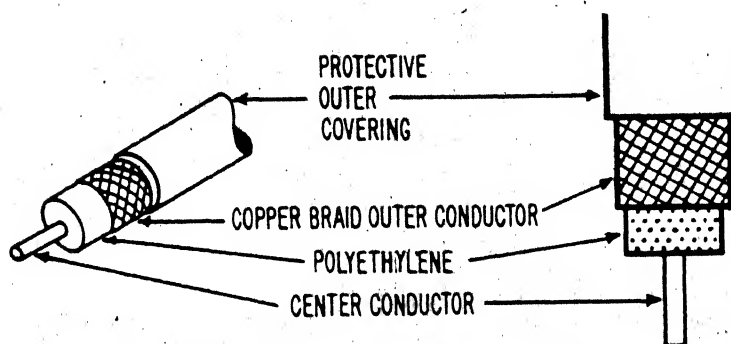 PROTECTIVE
OUTER
COVERING
COPPER BRAID OUTER CONDUCTOR
POLYETHYLENE
CENTER CONDUCTOR